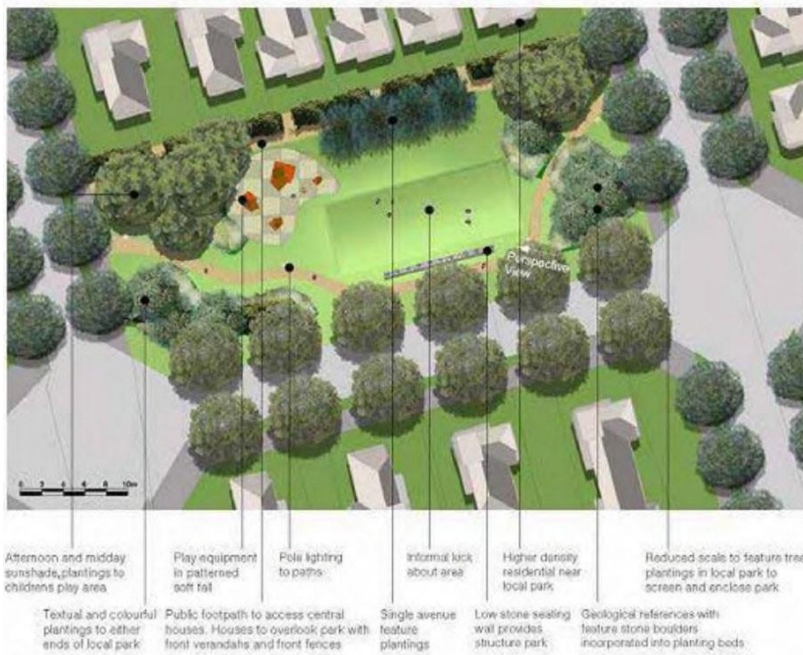 Perspective
View
0 2 4 6 8 10m
Afternoon and midday
sunshade,plantings to
childrens play area
Play equipment
in patterned
soft fall
Pole lighting
to paths
Informal kick
about area
Higher density
residential near
local park
Reduced scale to feature tree
plantings in local park to
screen and enclose park
Textual and colourful
plantings to either
ends of local park
Public footpath to access central
houses. Houses to overlook park with
front verandahs and front fences
Single avenue
feature
plantings
Low stone seating
wall provides
structure park
Geological references with
feature stone boulders
incorporated into planting beds